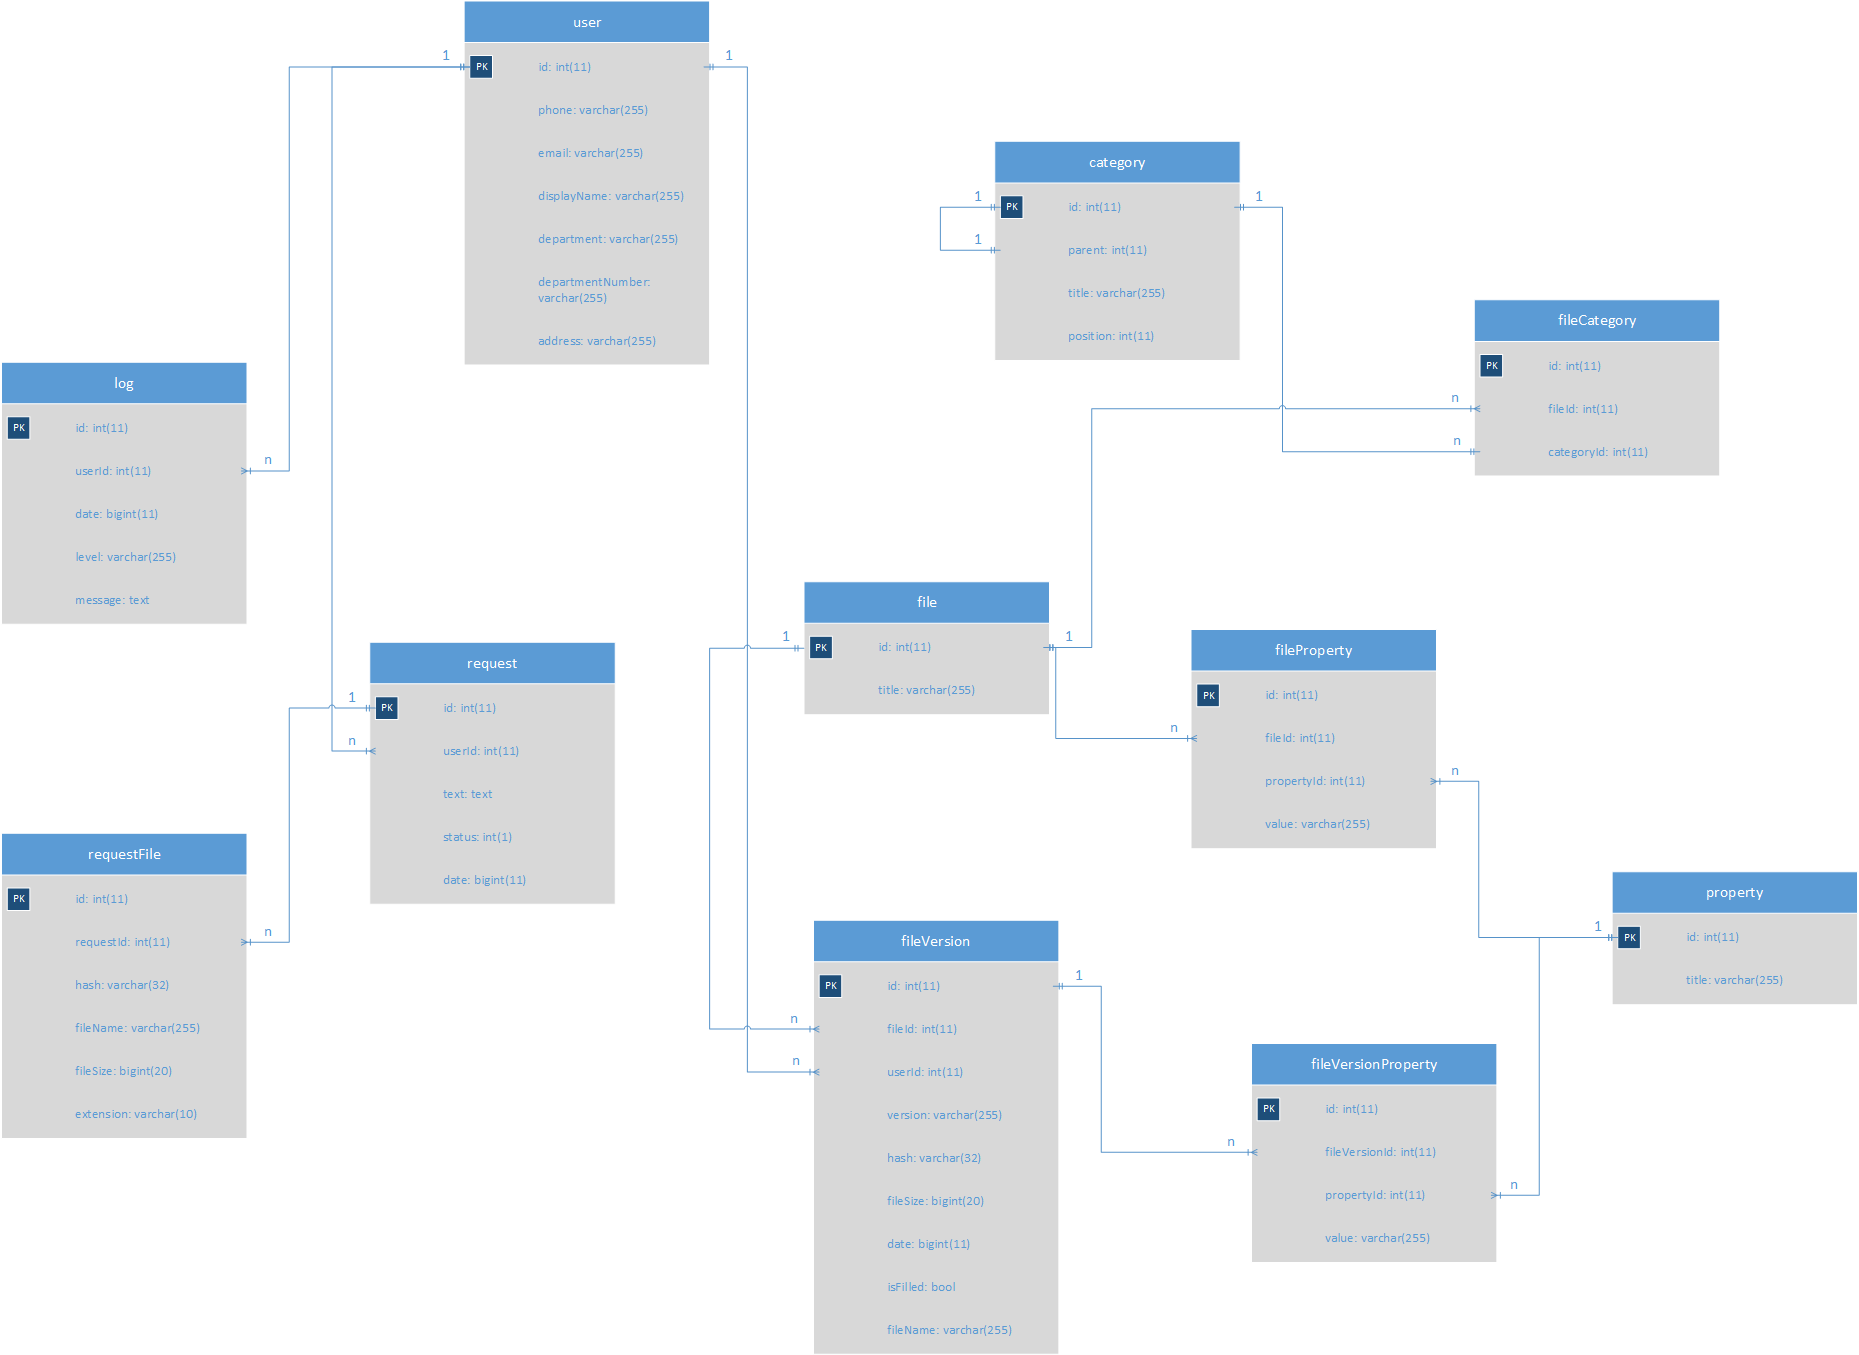 user
1
PK
id: int(11)
1
phone: varchar(255)
email: varchar(255)
displayName: varchar(255)
department: varchar(255)
departmentNumber:
varchar(255)
address: varchar(255)
category
1
PK
id: int(11)
1
1
parent: int(11)
title: varchar(255)
position: int(11)
fileCategory
PK
id: int(11)
n
fileId: int(11)
n
categoryId: int(11)
log
PK
id: int(11)
userId: int(11)
n
date: bigint(11)
level: varchar(255)
message: text
file
1
PK
id: int(11)
1
title: varchar(255)
fileProperty
PK
id: int(11)
n
fileId: int(11)
propertyId: int(11)
n
value: varchar(255)
request
1
PK
id: int(11)
n
userId: int(11)
text: text
status: int(1)
date: bigint(11)
requestFile
PK
id: int(11)
requestId: int(11)
n
hash: varchar(32)
fileName: varchar(255)
fileSize: bigint(20)
extension: varchar(10)
property
1
PK
id: int(11)
title: varchar(255)
fileVersion
PK
id: int(11)
1
n
fileId: int(11)
n
userId: int(11)
version: varchar(255)
hash: varchar(32)
fileSize: bigint(20)
date: bigint(11)
isFilled: bool
fileName: varchar(255)
fileVersionProperty
PK
id: int(11)
n
fileVersionId: int(11)
propertyId: int(11)
n
value: varchar(255)